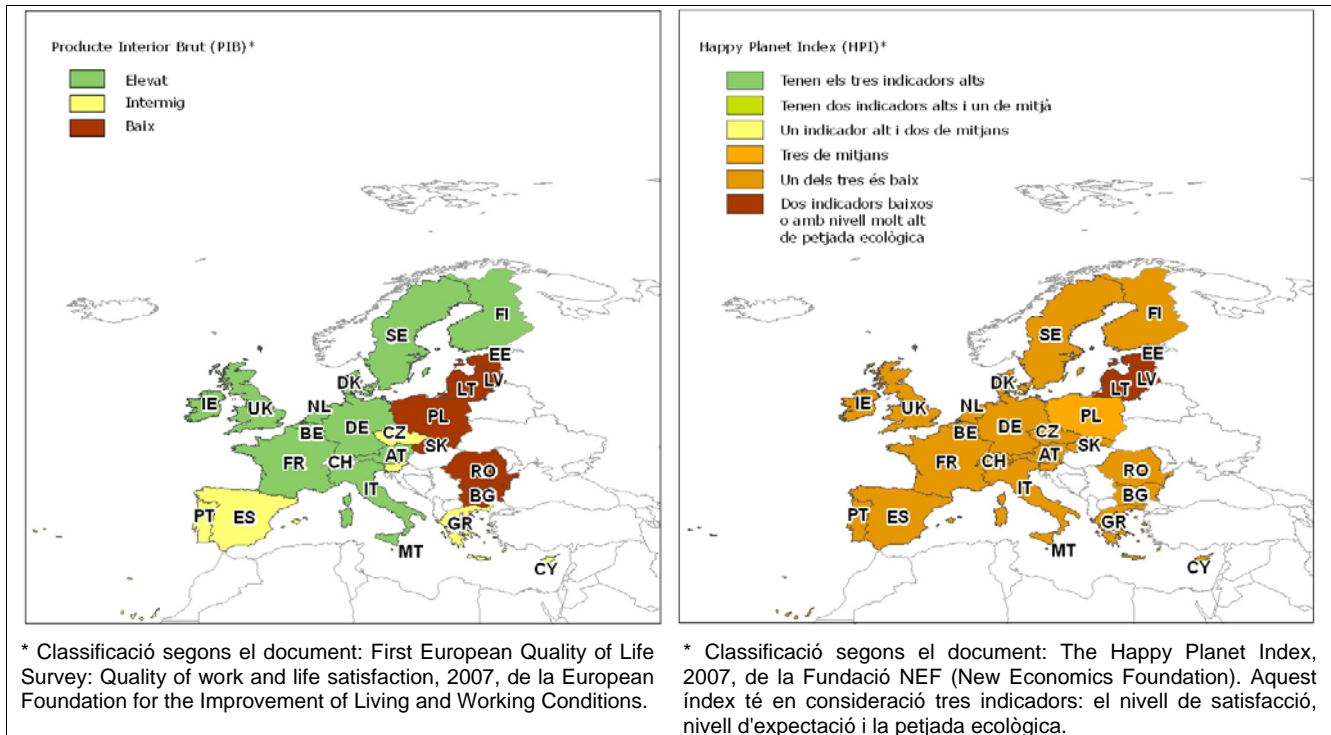 Producte Interior Brut (PIB)*
Elevat
Intermig
Baix
SE
FI
EE
LV
LT
DK
IE
UK
NL
PL
DE
BE
CZ
SK
AT
FR
CH
RO
IT
BG
PT
ES
GR
MT
CY
Happy Planet Index (HPI)*
Tenen els tres indicadors alts
Tenen dos indicadors alts i un de mitjà
Un indicador alt i dos de mitjans
Tres de mitjans
Un dels tres és baix
Dos indicadors baixos
o amb nivell molt alt
de petjada ecològica
FI
SE
EE
LV
LT
DK
IE
UK
NL
PL
DE
BE
CZ
SK
AT
FR
CH
RO
IT
BG
PT
ES
GR
MT
CY
* Classificació segons el document: First European Quality of Life
Survey: Quality of work and life satisfaction, 2007, de la European
Foundation for the Improvement of Living and Working Conditions.
* Classificació segons el document: The Happy Planet Index,
2007, de la Fundació NEF (New Economics Foundation). Aquest
índex té en consideració tres indicadors: el nivell de satisfacció,
nivell d'expectació i la petjada ecològica.